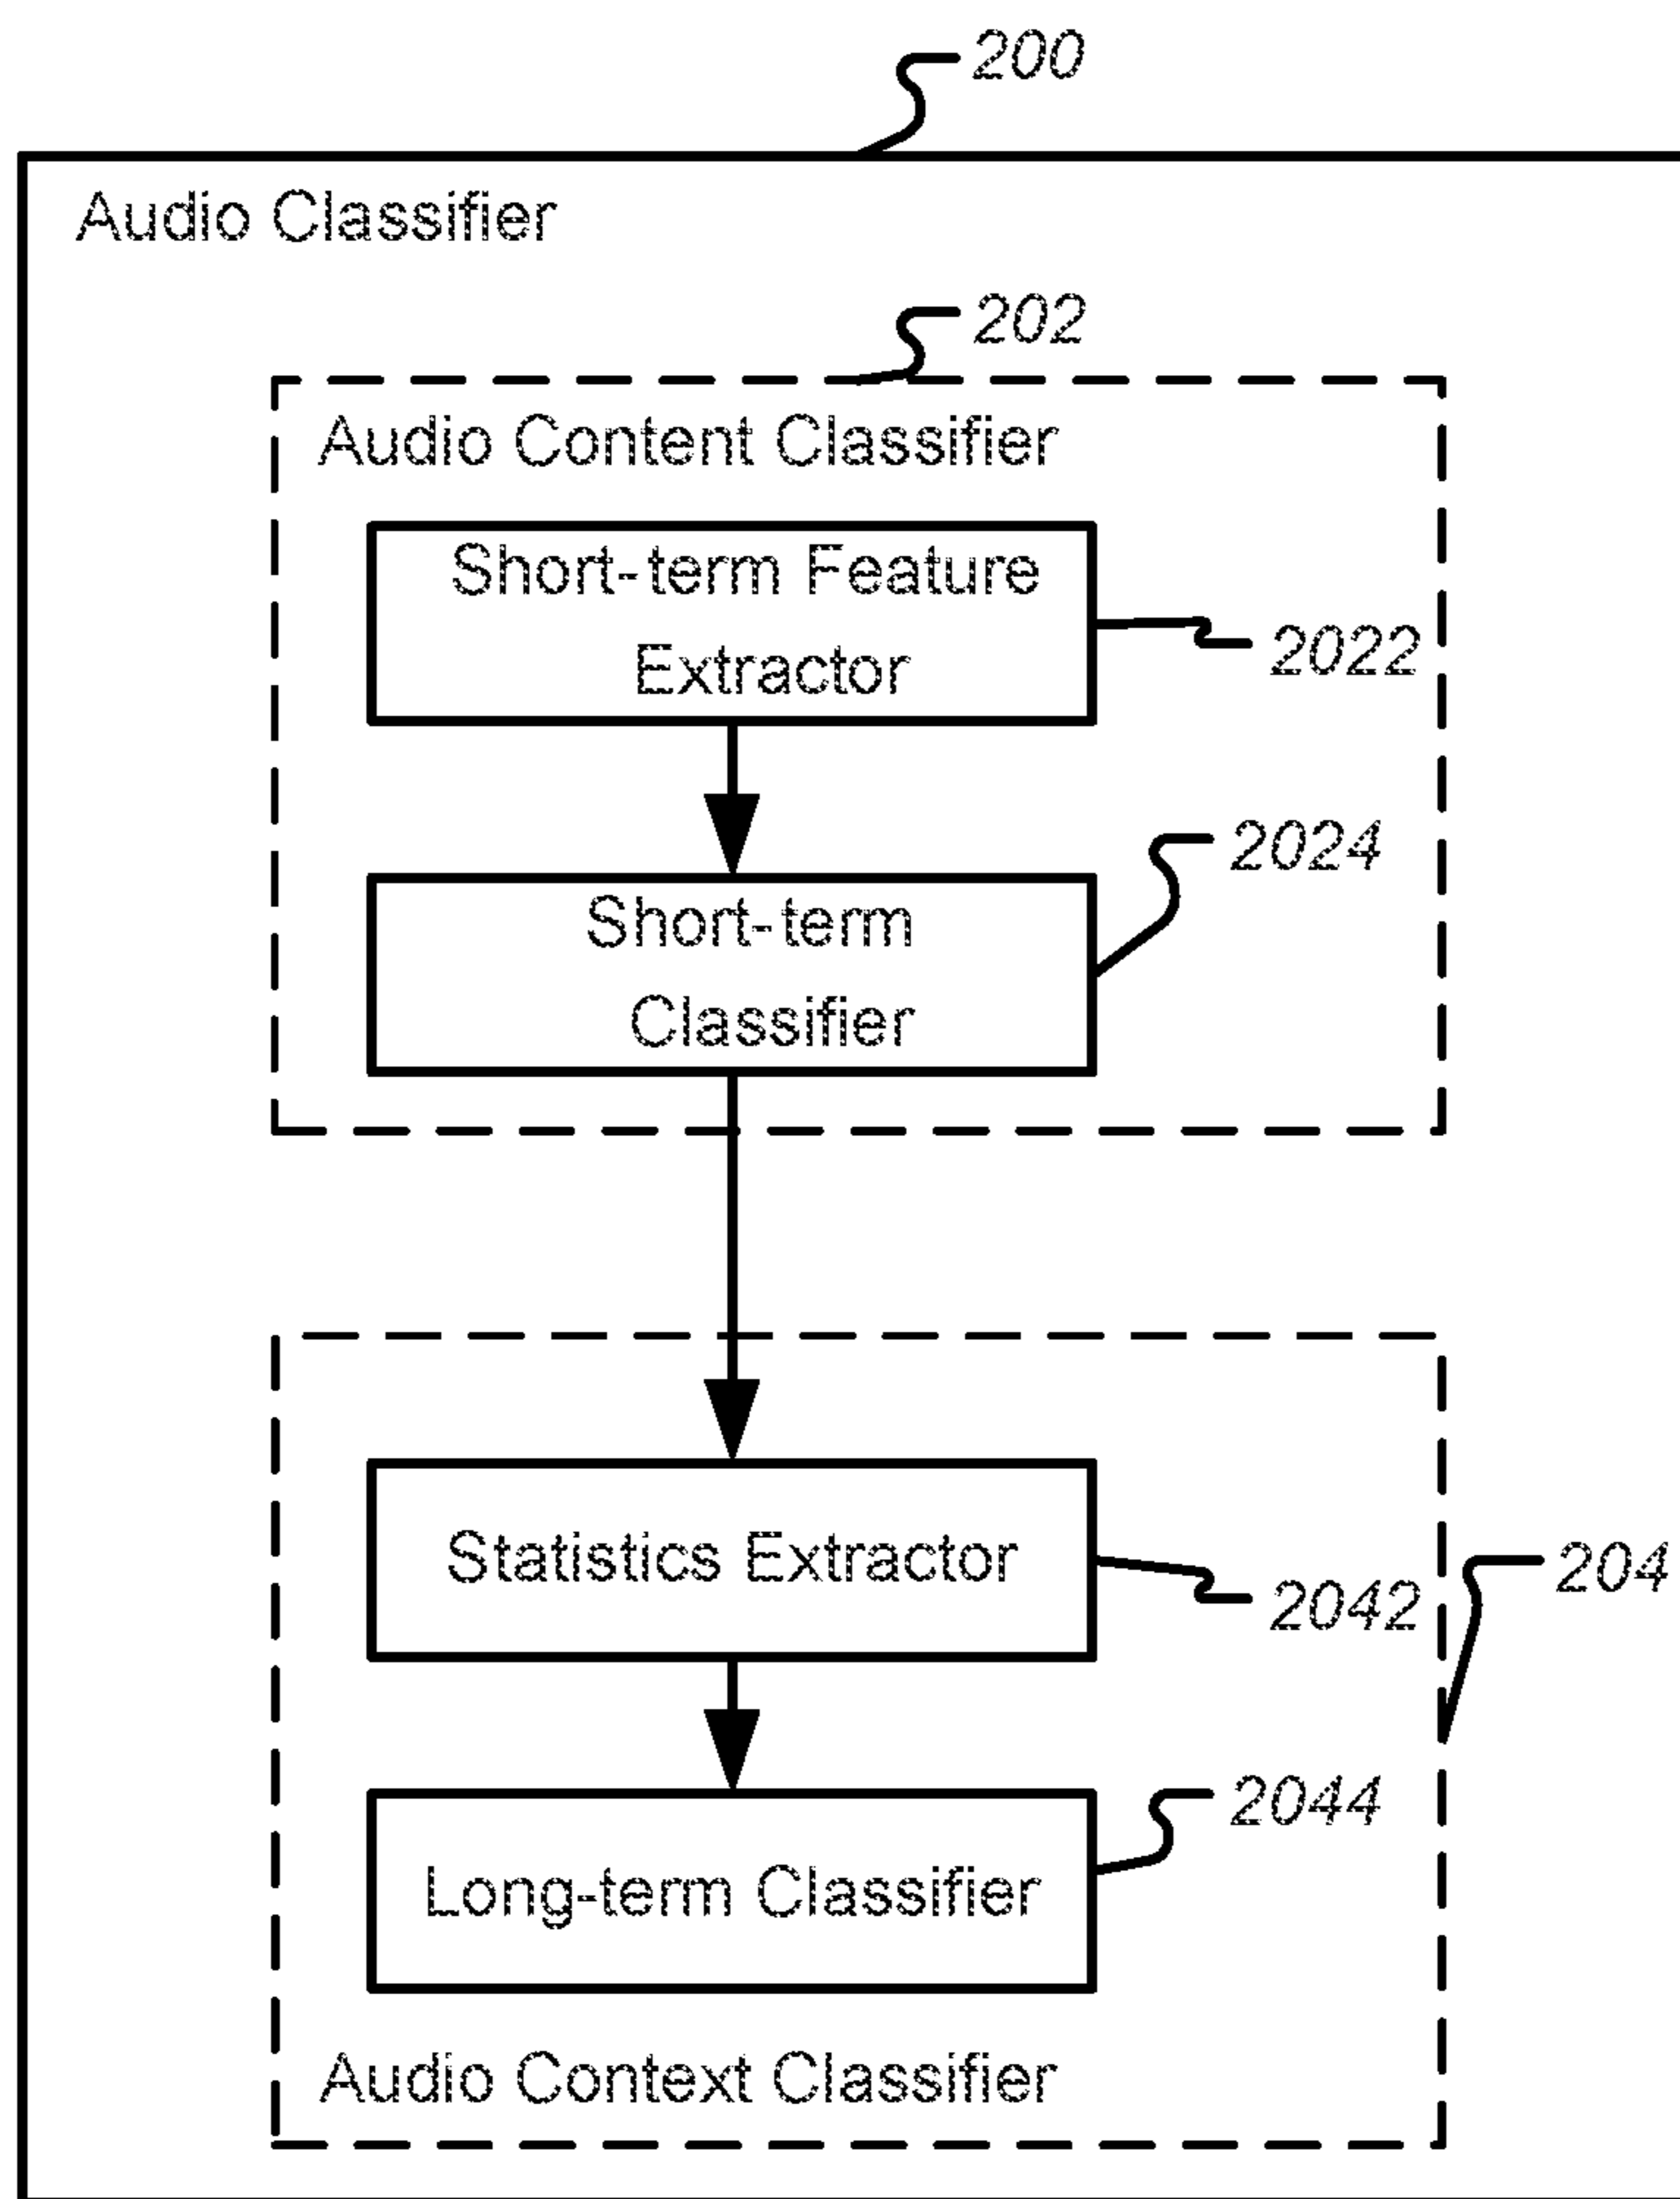 200
Audio Classifier
202
Audio Content Classifier
Short-term Feature
Extractor
2022
2024
Short-term
Classifier
Statistics Extractor
2042
204
2044
Long-term Classifier
Audio Context Classifier